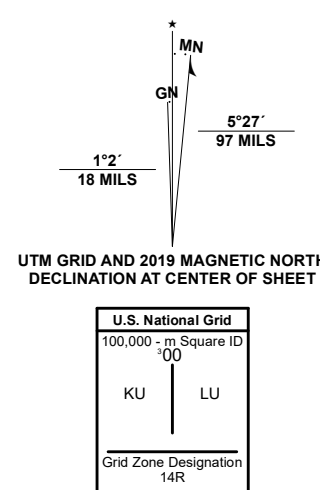 ★
MN
GN
5°27´
97 MILS
1°2´
18 MILS
UTM GRID AND 2019 MAGNETIC NORTH
DECLINATION AT CENTER OF SHEET
U.S. National Grid
100,000 - m Square ID
³00
KU LU
Grid Zone Designation
14R